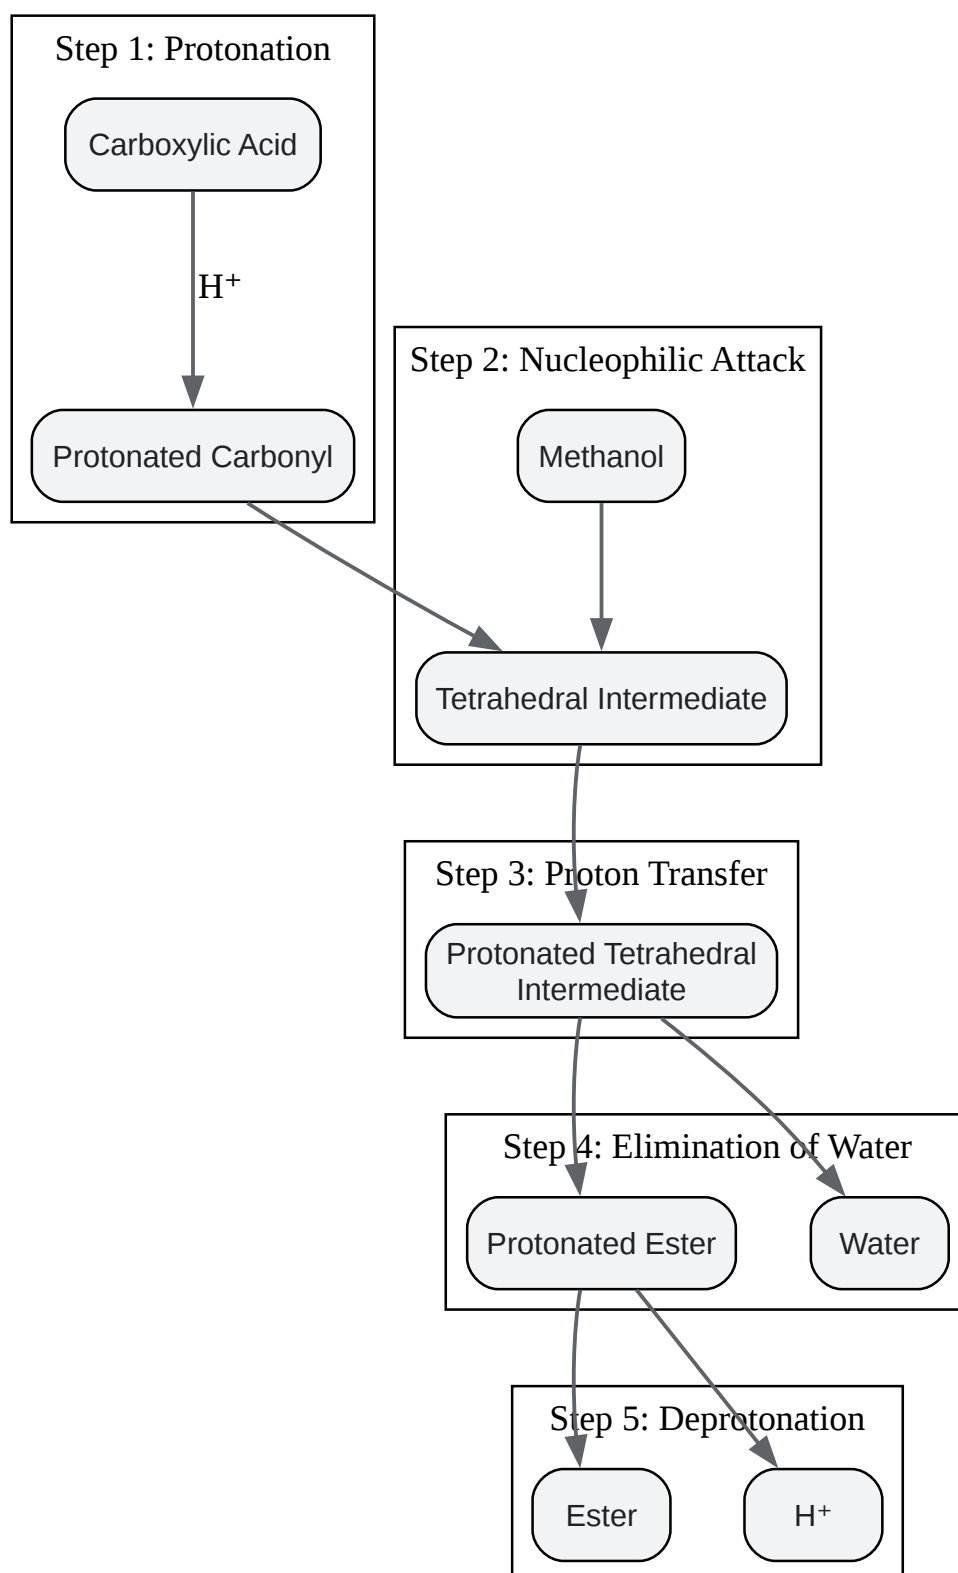 Step 1: Protonation
Carboxylic Acid
H⁺
Protonated Carbonyl
Step 2: Nucleophilic Attack
Methanol
Tetrahedral Intermediate
Step 3: Proton Transfer
Protonated Tetrahedral
Intermediate
Step 4: Elimination of Water
Protonated Ester
Water
Step 5: Deprotonation
Ester
H⁺